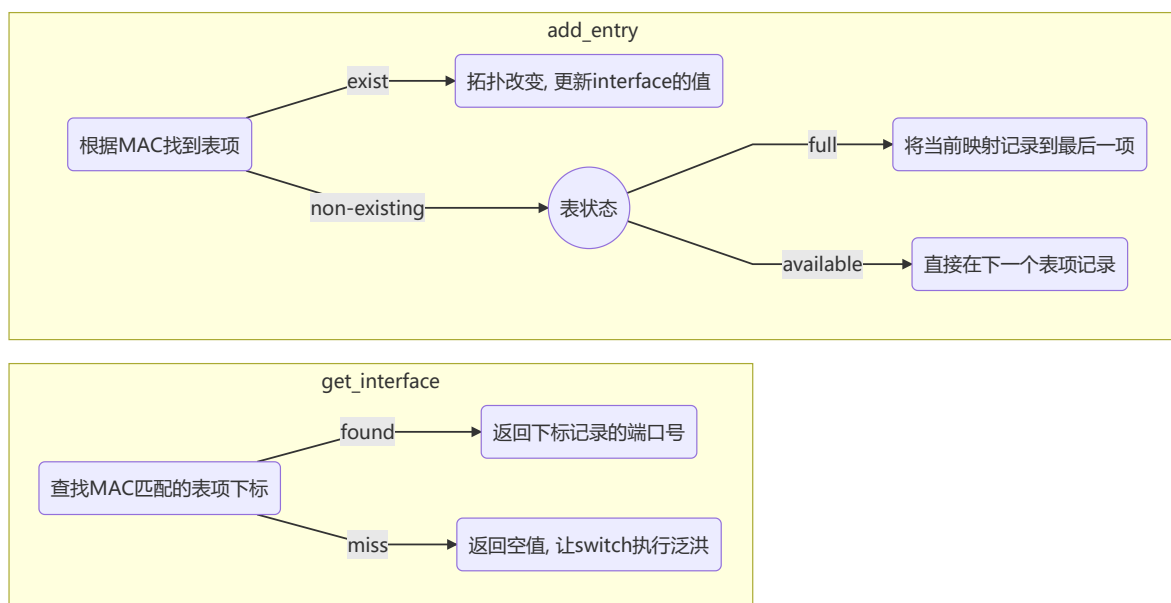 add_entry
exist
拓扑改变, 更新interface的值
根据MAC找到表项
full
将当前映射记录到最后一项
non-existing
表状态
available
直接在下一个表项记录
get_interface
found
返回下标记录的端口号
查找MAC匹配的表项下标
miss
返回空值, 让switch执行泛洪